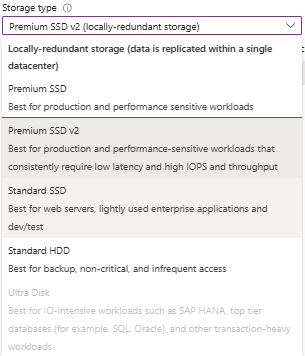 Storage type
Premium SSD v2 (locally-redundant storage)
Locally-redundant storage (data is replicated within a single
datacenter)
Premium SSD
Best for production and performance sensitive workloads
Premium SSD v2
Best for production and performance-sensitive workloads that
consistently require low latency and high IOPS and throughput
Standard SSD
Best for web servers, lightly used enterprise applications and
dev/test
Standard HDD
Best for backup, non-critical, and infrequent access
Ultra Disk
Best for IO-intensive workloads such as SAP HANA, top tier
databases (for example, SQL, Oracle), and other transaction-heavy
workloads